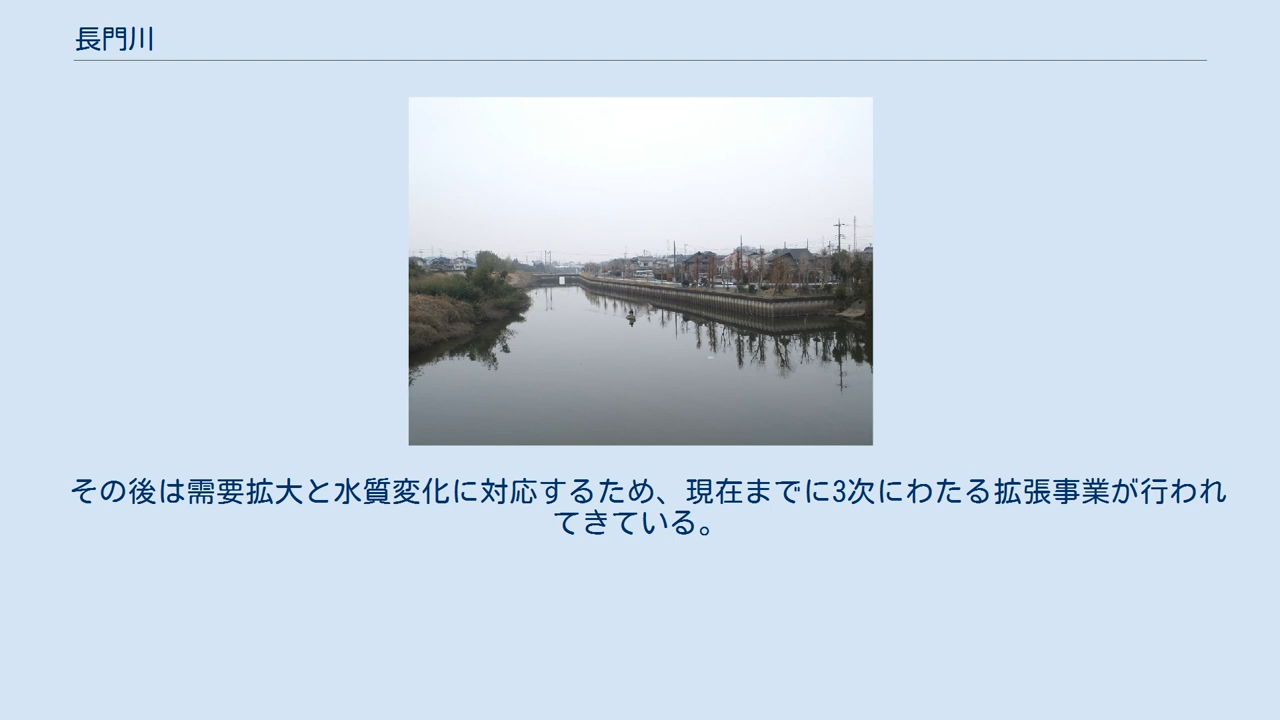 長門川
その後は需要拡大と水質変化に対応するため、現在までに3次にわたる拡張事業が行われ
てきている。